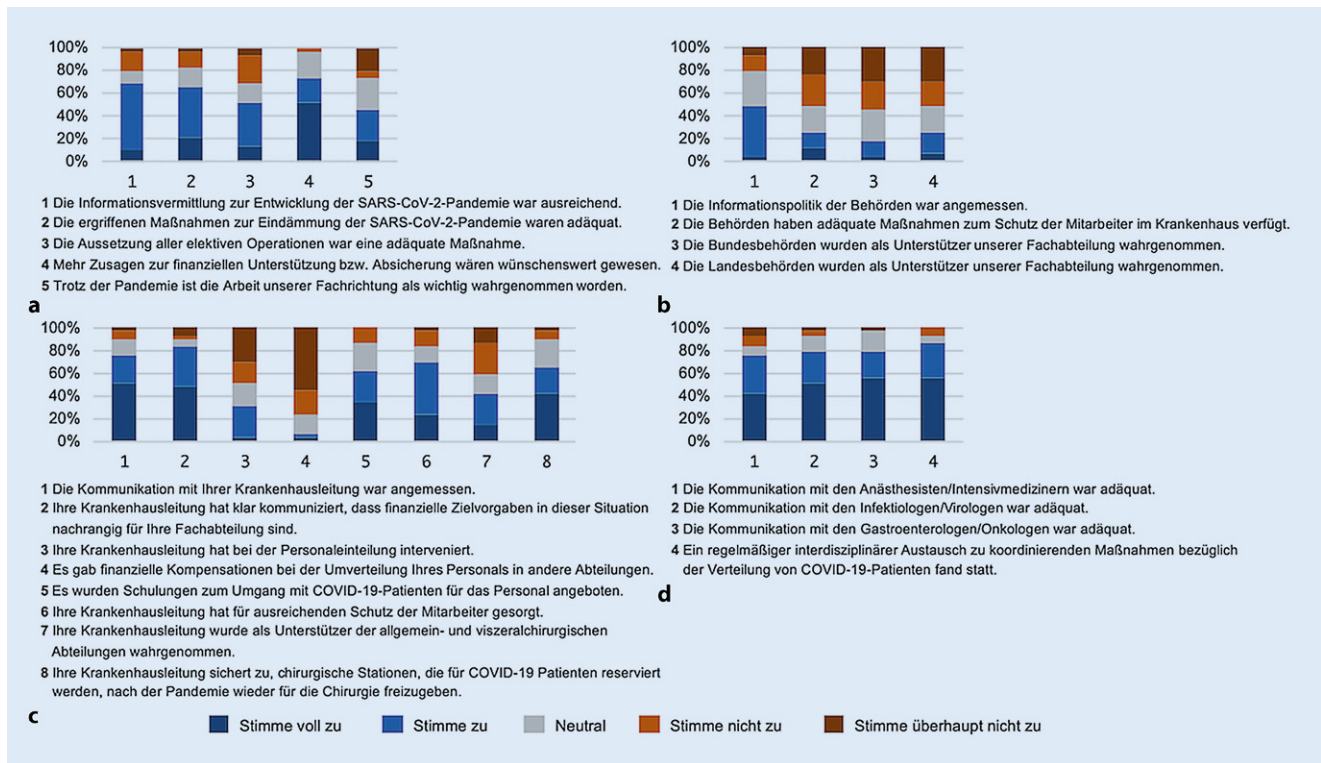 100%
80%
60%
40%
20%
0%
1 2 3 4 5
1 Die Informationsvermittlung zur Entwicklung der SARS-CoV-2-Pandemie war ausreichend.
2 Die ergriffenen Maßnahmen zur Eindämmung der SARS-CoV-2-Pandemie waren adäquat.
3 Die Aussetzung aller elektiven Operationen war eine adäquate Maßnahme.
4 Mehr Zusagen zur finanziellen Unterstützung bzw. Absicherung wären wünschenswert gewesen.
5 Trotz der Pandemie ist die Arbeit unserer Fachrichtung als wichtig wahrgenommen worden.
a
100%
80%
60%
40%
20%
0%
1 2 3 4
1 Die Informationspolitik der Behörden war angemessen.
2 Die Behörden haben adäquate Maßnahmen zum Schutz der Mitarbeiter im Krankenhaus verfügt.
3 Die Bundesbehörden wurden als Unterstützer unserer Fachabteilung wahrgenommen.
4 Die Landesbehörden wurden als Unterstützer unserer Fachabteilung wahrgenommen.
b
100%
80%
60%
40%
20%
0%
1 2 3 4 5 6 7 8
1 Die Kommunikation mit Ihrer Krankenhausleitung war angemessen.
2 Ihre Krankenhausleitung hat klar kommuniziert, dass finanzielle Zielvorgaben in dieser Situation
nachrangig für Ihre Fachabteilung sind.
3 Ihre Krankenhausleitung hat bei der Personaleinteilung interveniert.
4 Es gab finanzielle Kompensationen bei der Umverteilung Ihres Personals in andere Abteilungen.
5 Es wurden Schulungen zum Umgang mit COVID-19-Patienten für das Personal angeboten.
6 Ihre Krankenhausleitung hat für ausreichenden Schutz der Mitarbeiter gesorgt.
7 Ihre Krankenhausleitung wurde als Unterstützer der allgemein- und viszeralchirurgischen
Abteilungen wahrgenommen.
8 Ihre Krankenhausleitung sichert zu, chirurgische Stationen, die für COVID-19 Patienten reserviert
werden, nach der Pandemie wieder für die Chirurgie freizugeben.
c
100%
80%
60%
40%
20%
0%
1 2 3 4
1 Die Kommunikation mit den Anästhesisten/Intensivmedizinern war adäquat.
2 Die Kommunikation mit den Infektiologen/Virologen war adäquat.
3 Die Kommunikation mit den Gastroenterologen/Onkologen war adäquat.
4 Ein regelmäßiger interdisziplinärer Austausch zu koordinierenden Maßnahmen bezüglich
der Verteilung von COVID-19-Patienten fand statt.
d
Stimme voll zu Stimme zu Neutral Stimme nicht zu Stimme überhaupt nicht zu